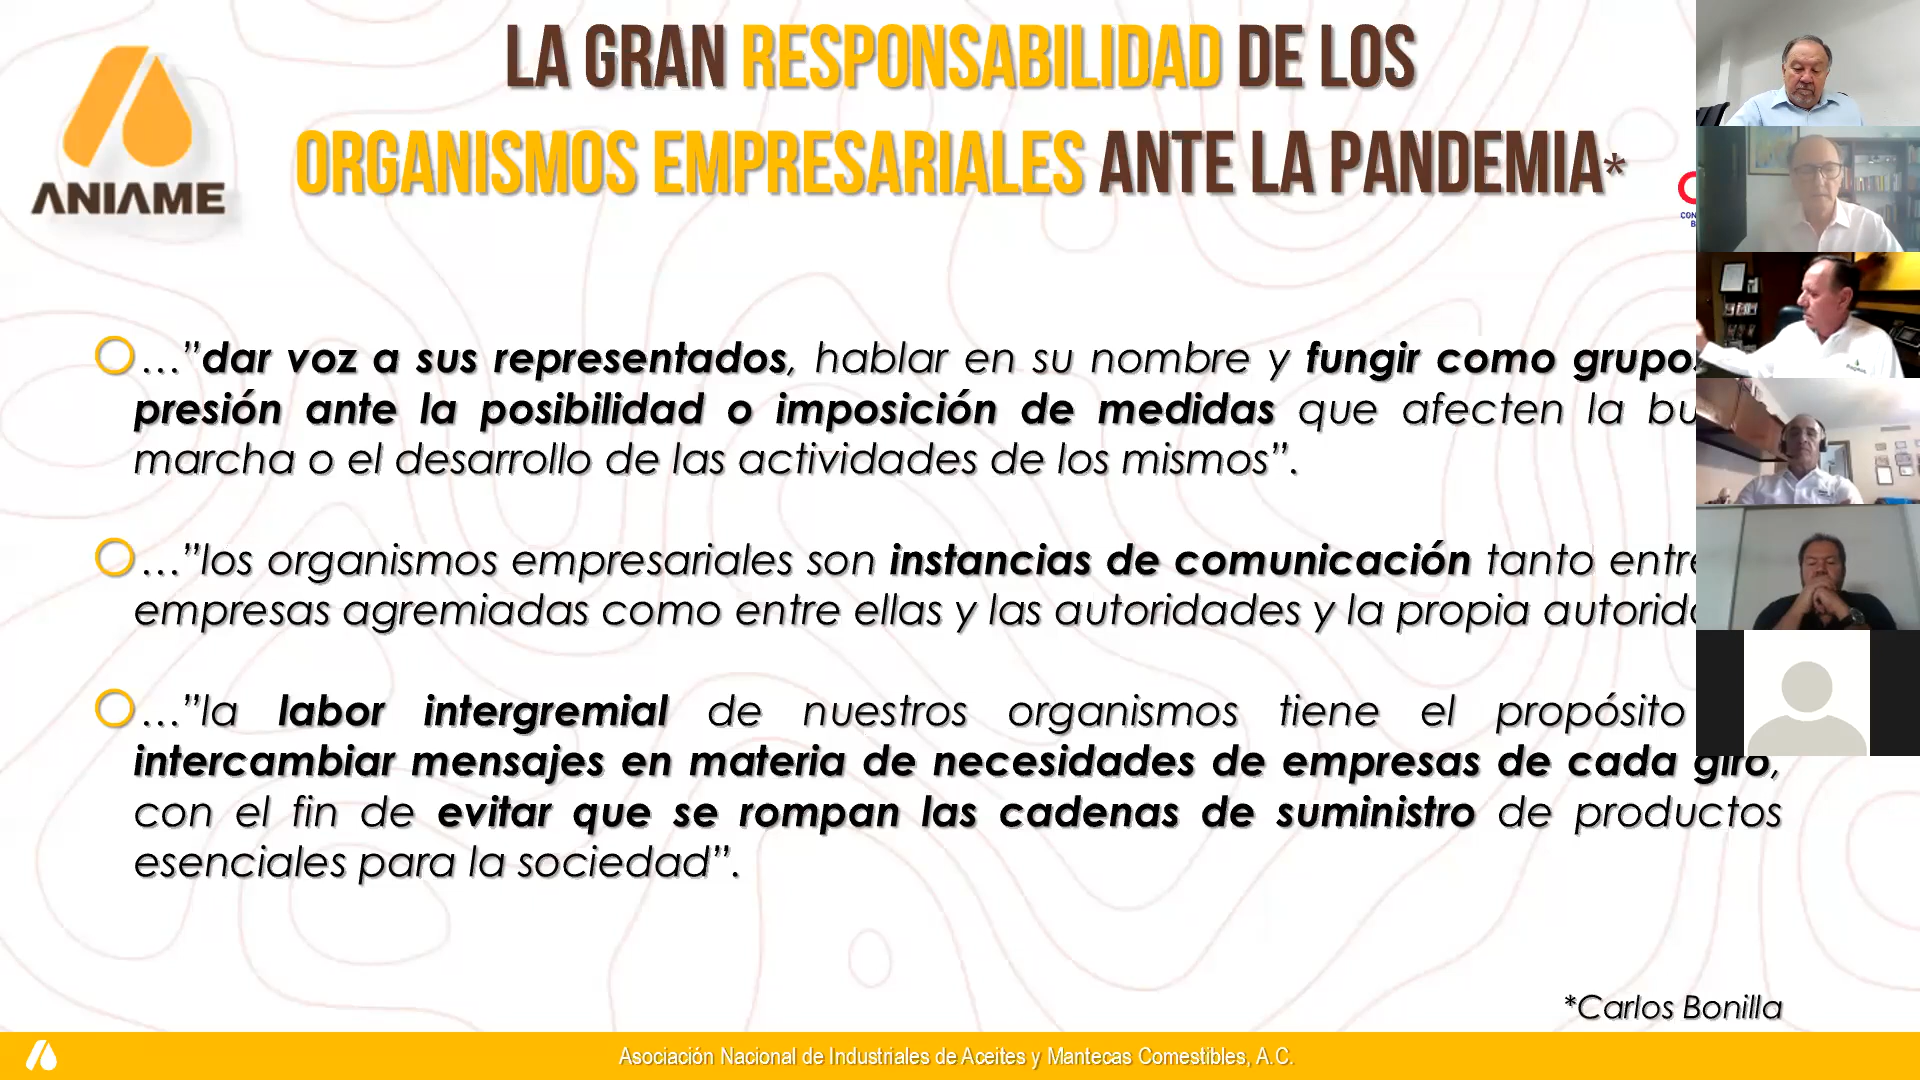 LA GRAN RESPONSABILIDAD DE LOS
ORGANISMOS EMPRESARIALES ANTE LA PANDEMIA*
ANIAME
CON
B
…”dar voz a sus representados, hablar en su nombre y fungir como grupos
presión ante la posibilidad o imposición de medidas que afecten la bu
marcha o el desarrollo de las actividades de los mismos”.
…”los organismos empresariales son instancias de comunicación tanto entre
empresas agremiadas como entre ellas y las autoridades y la propia autorida
…”la labor intergremial de nuestros organismos tiene el propósito
intercambiar mensajes en materia de necesidades de empresas de cada giro,
con el fin de evitar que se rompan las cadenas de suministro de productos
esenciales para la sociedad”.
*Carlos Bonilla
Asociación Nacional de Industriales de Aceites y Mantecas Comestibles, A.C.